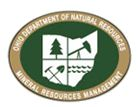 OHIO DEPARTMENT OF NATURAL RESOURCES
MINERAL RESOURCES MANAGEMENT